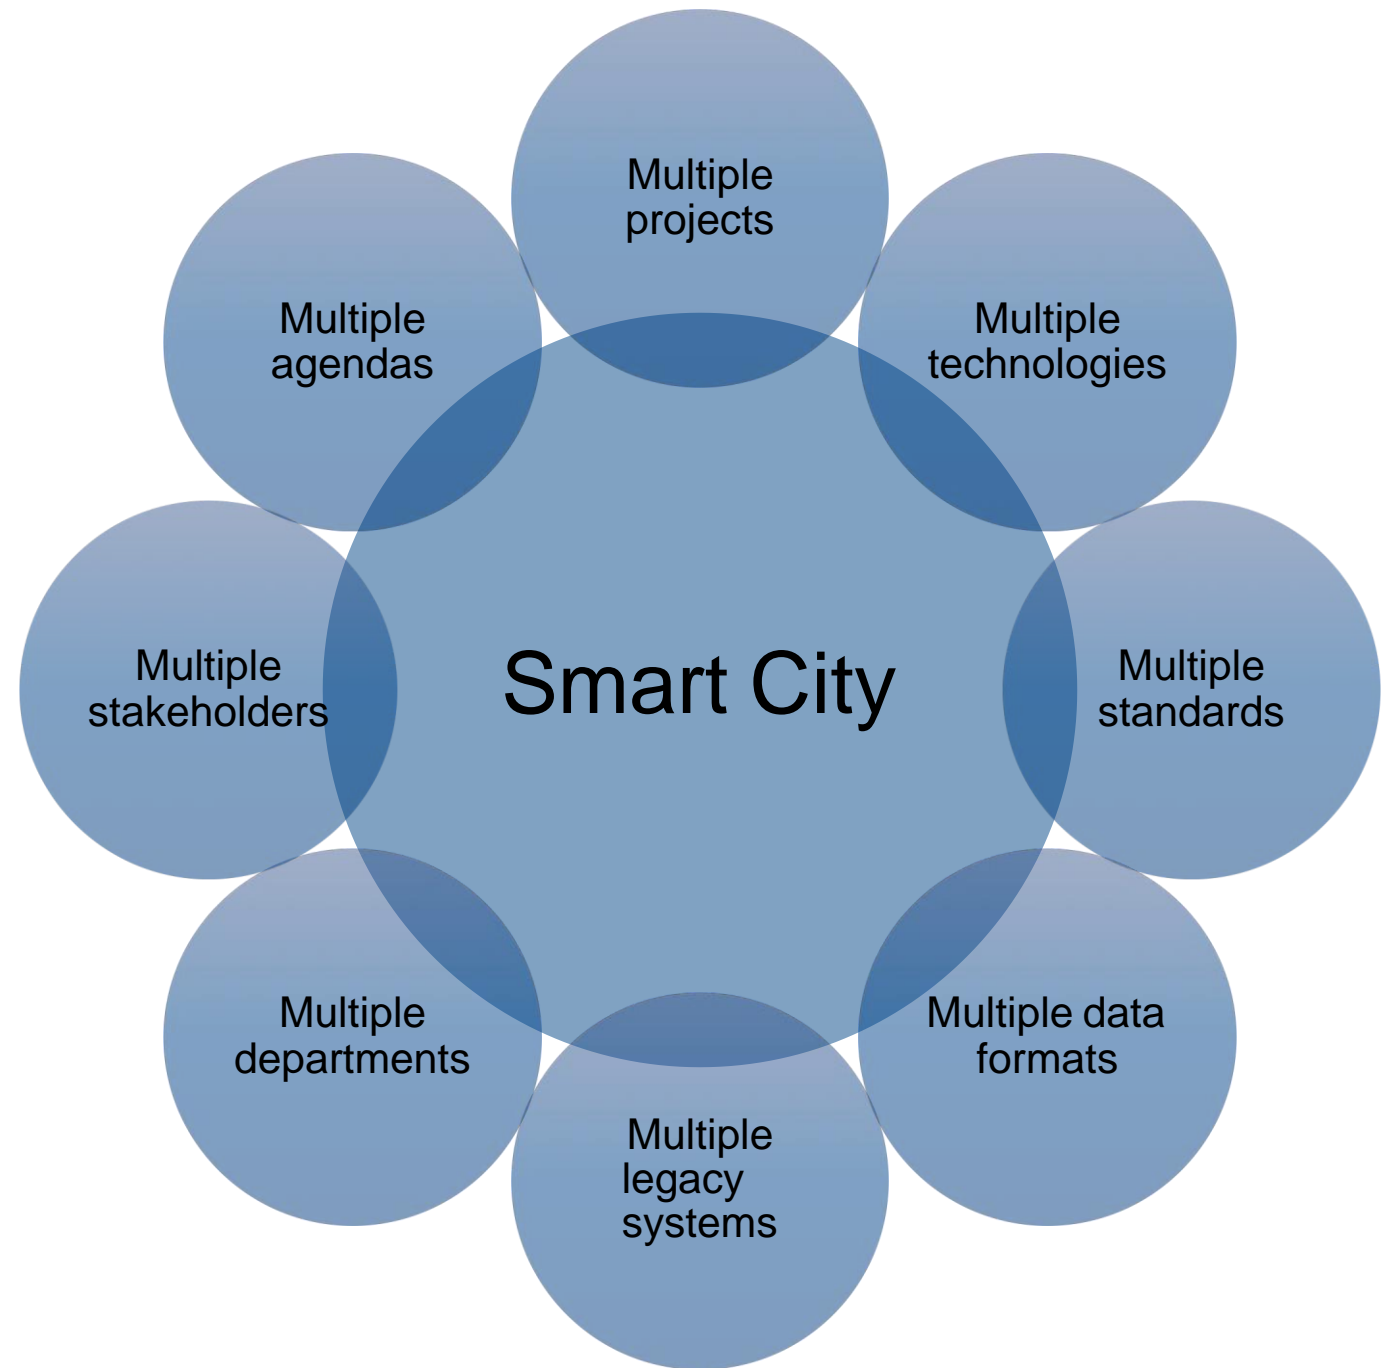 Multiple
projects
Multiple
technologies
Multiple
standards
Multiple data
formats
Multiple
legacy
systems
Multiple
departments
Multiple
stakeholders
Multiple
agendas
Smart City